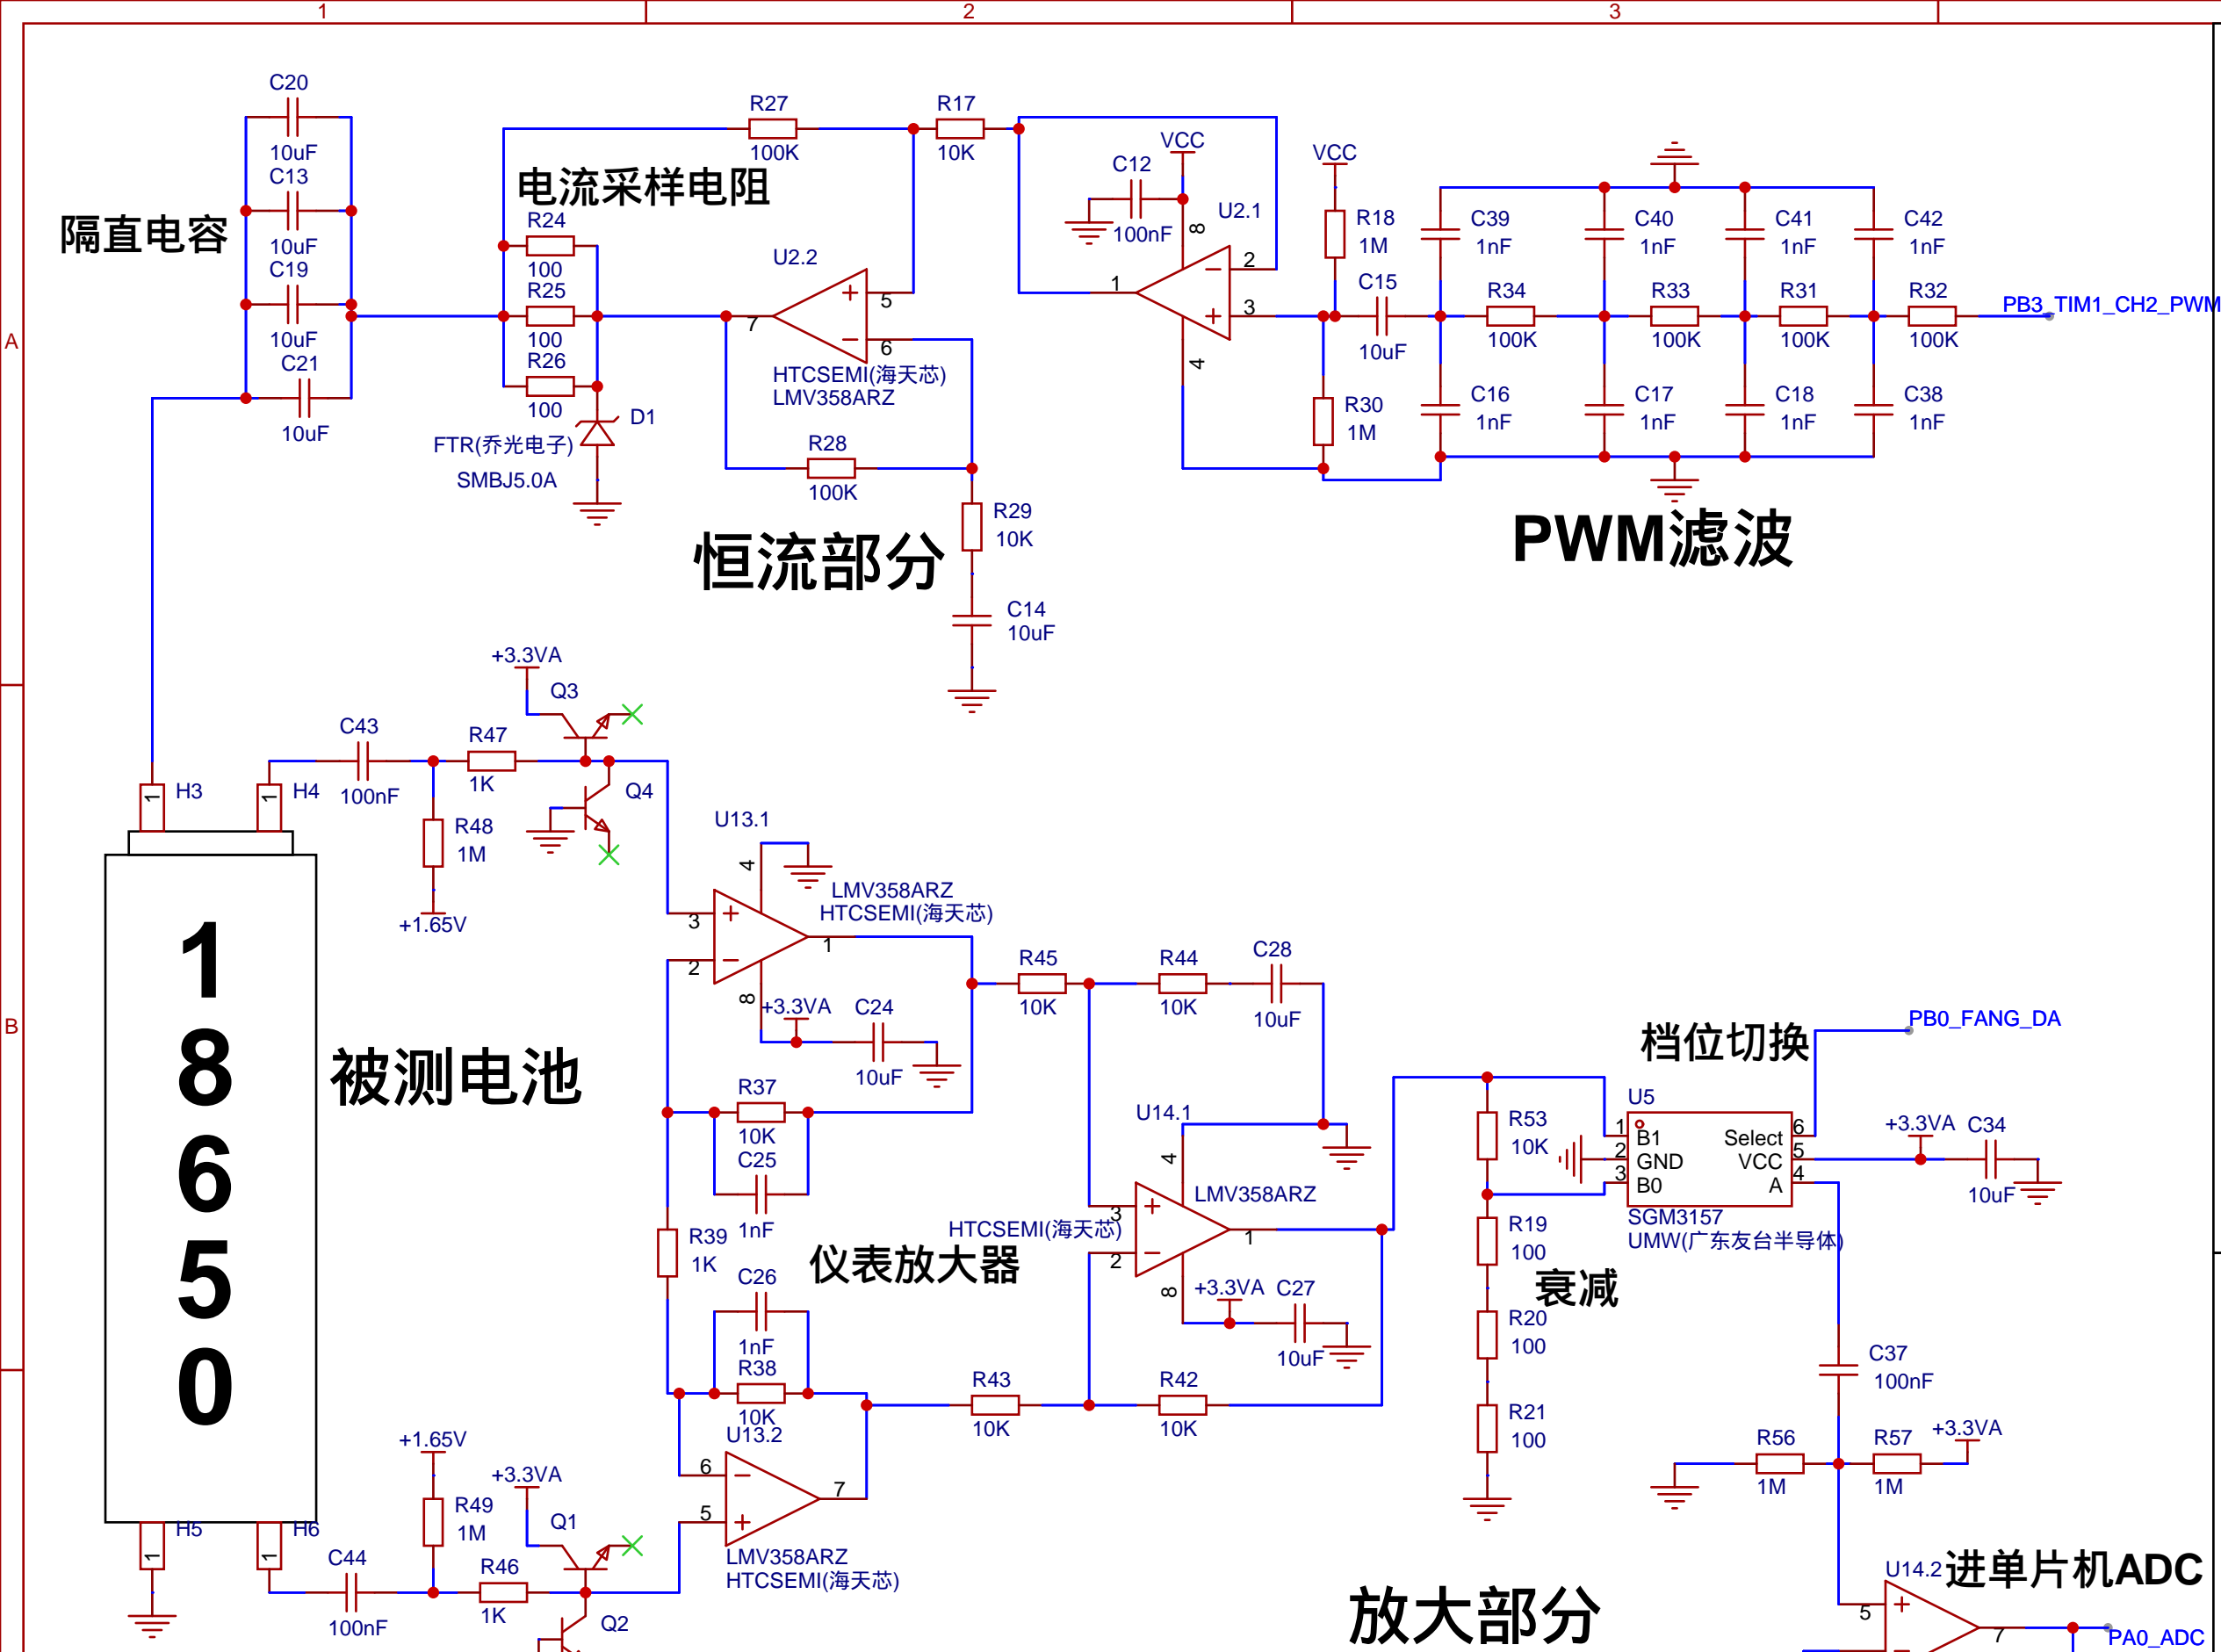 1
2
3
A
B
C20
10uF
C13
10uF
C19
10uF
C21
10uF
隔直电容
R27
100K
R17
10K
电流采样电阻
R24
100
R25
100
R26
100
D1
FTR(乔光电子)
SMBJ5.0A
U2.2
+
5
7
−
6
HTCSEMI(海天芯)
LMV358ARZ
R28
100K
R29
10K
C14
10uF
恒流部分
VCC
C12
100nF
U2.1
8
2
−
1
+
3
4
VCC
R18
1M
C15
10uF
R30
1M
C39
1nF
C40
1nF
C41
1nF
C42
1nF
R34
100K
R33
100K
R31
100K
R32
100K
PB3_TIM1_CH2_PWM
C16
1nF
C17
1nF
C18
1nF
C38
1nF
PWM滤波
+3.3VA
Q3
C43
100nF
R47
1K
Q4
R48
1M
+1.65V
H3
1
H4
1
1
8
6
5
0
被测电池
H5
1
H6
1
U13.1
4
LMV358ARZ
HTCSEMI(海天芯)
3
+
1
2
−
8
+3.3VA
C24
10uF
R37
10K
C25
1nF
R39
1K
C26
1nF
R38
10K
仪表放大器
R45
10K
R44
10K
C28
10uF
U14.1
4
LMV358ARZ
HTCSEMI(海天芯)
3
+
1
2
−
8
+3.3VA
C27
10uF
R43
10K
R42
10K
U13.2
6
−
7
5
+
LMV358ARZ
HTCSEMI(海天芯)
+1.65V
R49
1M
+3.3VA
Q1
C44
100nF
R46
1K
Q2
档位切换
PB0_FANG_DA
U5
1
B1
2
GND
3
B0
Select
6
VCC
5
A
4
SGM3157
UMW(广东友台半导体)
+3.3VA
C34
10uF
R53
10K
R19
100
R20
100
R21
100
衰减
C37
100nF
R56
1M
R57
1M
+3.3VA
U14.2
进单片机ADC
5
+
7
PA0_ADC
放大部分